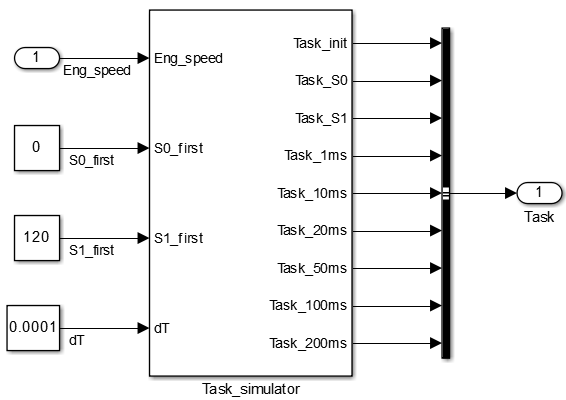 1
Eng_speed
0
S0_first
120
S1_first
0.0001
dT
Eng_speed
S0_first
S1_first
dT
Task_init
Task_S0
Task_S1
Task_1ms
Task_10ms
Task_20ms
Task_50ms
Task_100ms
Task_200ms
Task_simulator
1
Task